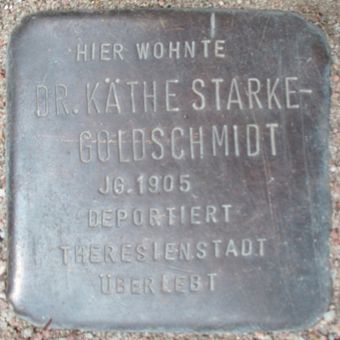 HIER WOHNTE
DR. KÄTHE STARKE-
GOLDSCHMIDT
JG. 1905
DEPORTIERT
THERESIENSTADT
ÜBERLEBT